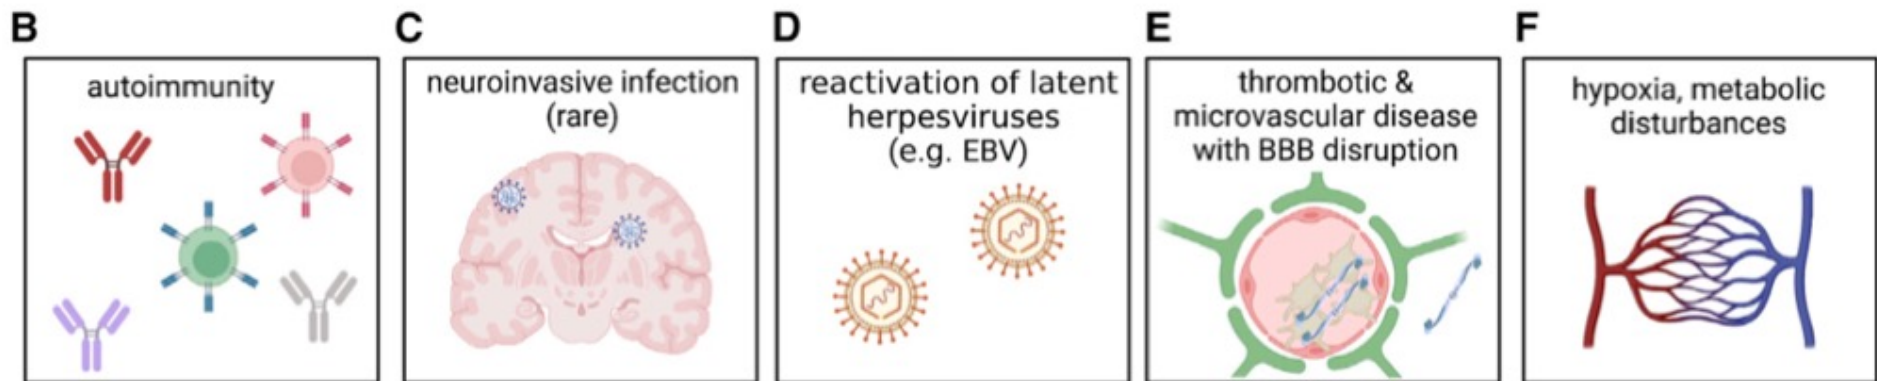 B
autoimmunity
C
neuroinvasive infection
(rare)
D
reactivation of latent
herpesviruses
(e.g. EBV)
E
thrombotic &
microvascular disease
with BBB disruption
F
hypoxia, metabolic
disturbances